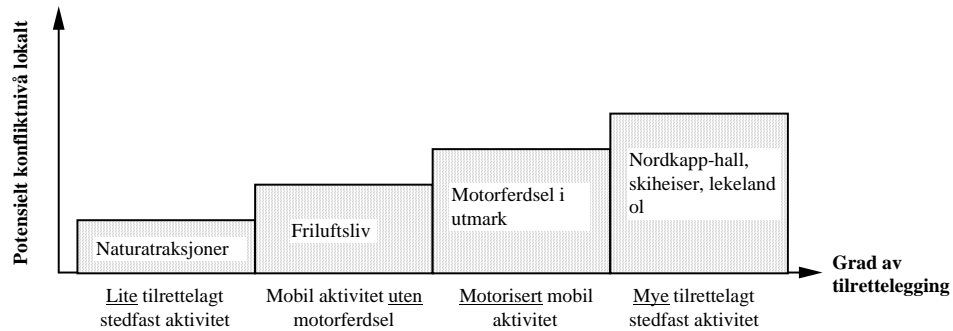 Potensielt konfliktnivå lokalt
Naturatraksjoner
Friluftsliv
Motorferdsel i
utmark
Nordkapp-hall,
skiheiser, lekeland
ol
Grad av
tilrettelegging
Lite tilrettelagt
stedfast aktivitet
Mobil aktivitet uten
motorferdsel
Motorisert mobil
aktivitet
Mye tilrettelagt
stedfast aktivitet